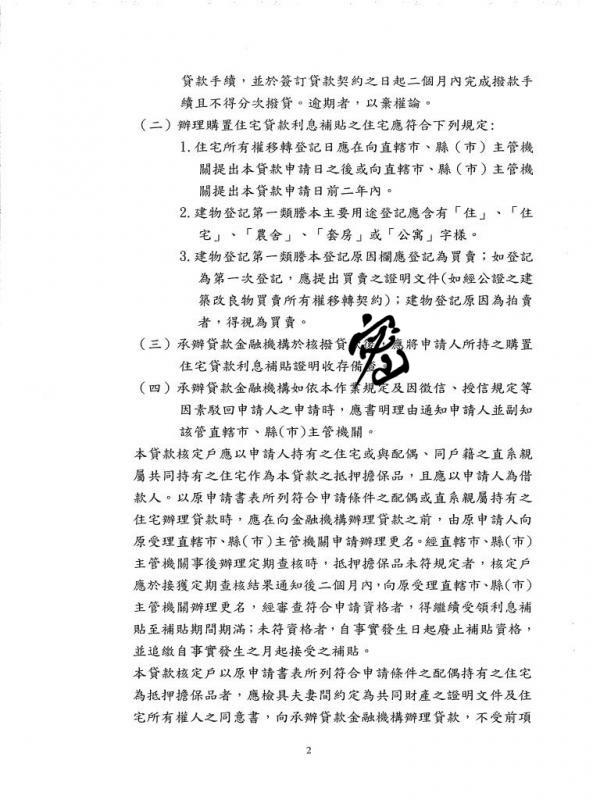 貸款手續，並於簽訂貸款契約之日起二個月內完成撥款手
續且不得分次撥貸。逾期者，以棄權論。
（二）辦理購置住宅貸款利息補貼之住宅應符合下列規定:
1.住宅所有權移轉登記日應在向直轄市、縣（市）主管機
關提出本貸款申請日之後或向直轄市、縣（市）主管機
關提出本貸款申請日前二年內。
2.建物登記第一類謄本主要用途登記應含有「住」、「住
宅」、「農舍」、「套房」或「公寓」字樣。
3.建物登記第一類謄本登記原因欄應登記為買賣；如登記
為第一次登記，應提出買賣之證明文件(如經公證之建
築改良物買賣所有權移轉契約)；建物登記原因為拍賣
者，得視為買賣。
（三）承辦貸款金融機構於核撥貸款後，應將申請人所持之購置
住宅貸款利息補貼證明收存備查。
（四）承辦貸款金融機構如依本作業規定及因徵信、授信規定等
因素駁回申請人之申請時，應書明理由通知申請人並副知
該管直轄市、縣(市)主管機關。
本貸款核定戶應以申請人持有之住宅或與配偶、同戶籍之直系親
屬共同持有之住宅作為本貸款之抵押擔保品，且應以申請人為借
款人。以原申請書表所列符合申請條件之配偶或直系親屬持有之
住宅辦理貸款時，應在向金融機構辦理貸款之前，由原申請人向
原受理直轄市、縣(市)主管機關申請辦理更名。經直轄市、縣(市)
主管機關事後辦理定期查核時，抵押擔保品未符規定者，核定戶
應於接獲定期查核結果通知後二個月內，向原受理直轄市、縣(市)
主管機關辦理更名，經審查符合申請資格者，得繼續受領利息補
貼至補貼期間期滿；未符資格者，自事實發生日起廢止補貼資格，
並追繳自事實發生之月起接受之補貼。
本貸款核定戶以原申請書表所列符合申請條件之配偶持有之住宅
為抵押擔保品者，應檢具夫妻間約定為共同財產之證明文件及住
宅所有權人之同意書，向承辦貸款金融機構辦理貸款，不受前項
2